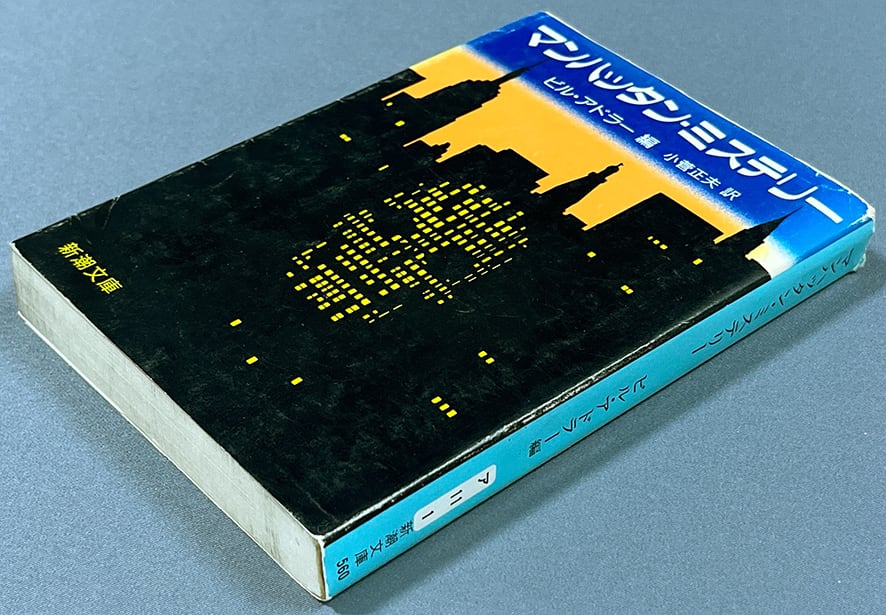 マンハッタン・ミステリー
ビル・アドラー 編 小菅正夫 訳
新潮文庫
マンハッタン・ミステリー
ビル・アドラー 編
ア 11 1
新潮文庫
560